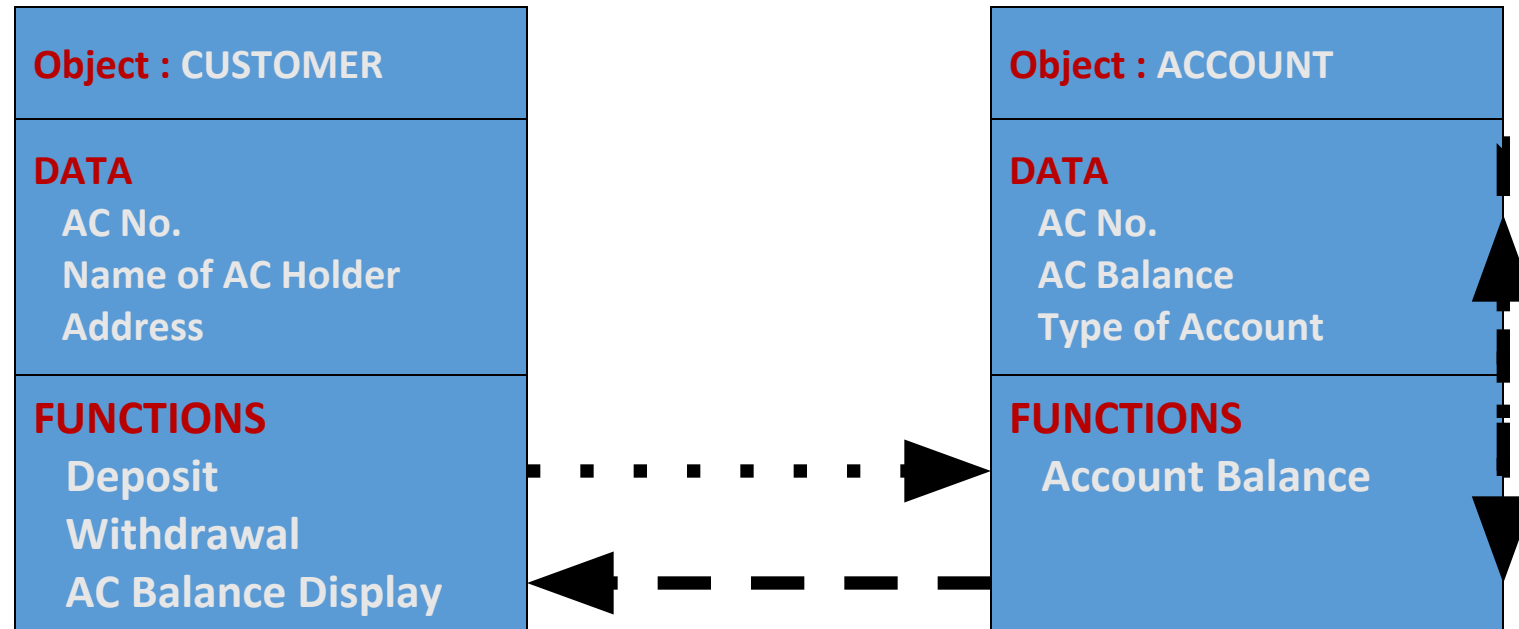 Object : CUSTOMER
DATA
AC No.
Name of AC Holder
Address
FUNCTIONS
Deposit
Withdrawal
AC Balance Display
Object : ACCOUNT
DATA
AC No.
AC Balance
Type of Account
FUNCTIONS
Account Balance